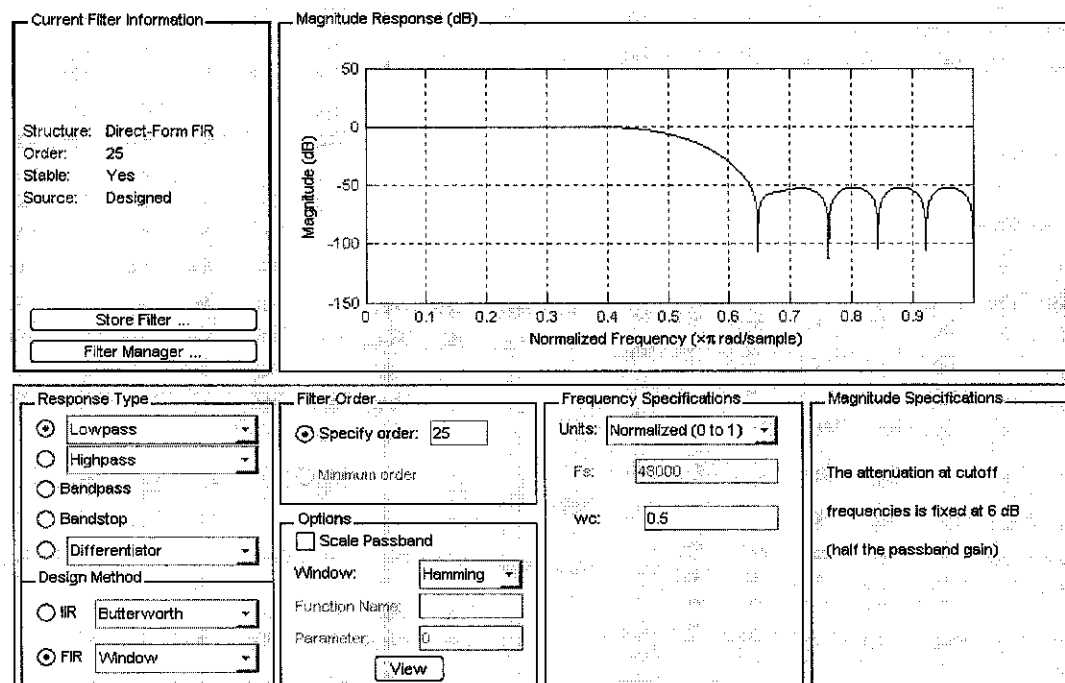 Current Filter Information
Structure: Direct-Form FIR
Order: 25
Stable: Yes
Source: Designed
Store Filter ...
Filter Manager ...
Magnitude Response (dB)
Magnitude (dB)
50
0
-50
-100
-150
0 0.1 0.2 0.3 0.4 0.5 0.6 0.7 0.8 0.9
Normalized Frequency (×π rad/sample)
Response Type
Lowpass
Highpass
Bandpass
Bandstop
Differentiator
Design Method
IIR Butterworth
FIR Window
Filter Order
Specify order: 25
Minimum order
Options
Scale Passband
Window: Hamming
Function Name:
Parameter: 0
View
Frequency Specifications
Units: Normalized (0 to 1)
Fs: 48000
wc: 0.5
Magnitude Specifications
The attenuation at cutoff
frequencies is fixed at 6 dB
(half the passband gain)